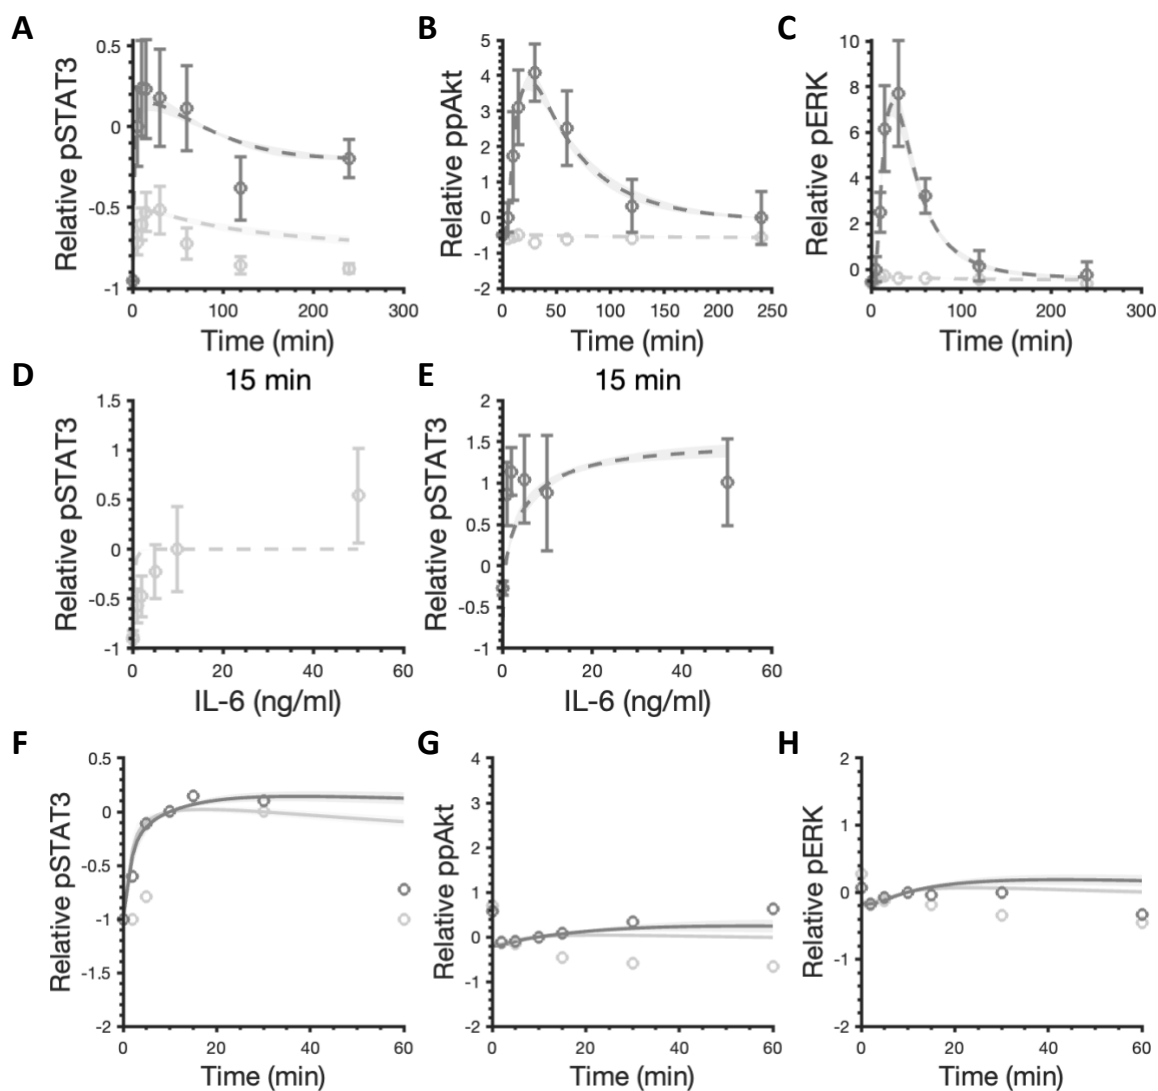 A
Relative pSTAT3
0.5
0
-0.5
-1
0 100 200 300
Time (min)
B
Relative ppAkt
5
4
3
2
1
0
-1
-2
0 50 100 150 200 250
Time (min)
C
Relative pERK
10
8
6
4
2
0
0 100 200 300
Time (min)
D
15 min
Relative pSTAT3
1.5
1
0.5
0
-0.5
-1
0 20 40 60
IL-6 (ng/ml)
E
15 min
Relative pSTAT3
2
1.5
1
0.5
0
-0.5
-1
0 20 40 60
IL-6 (ng/ml)
F
Relative pSTAT3
0.5
0
-0.5
-1
-1.5
-2
0 20 40 60
Time (min)
G
Relative ppAkt
4
3
2
1
0
-1
-2
0 20 40 60
Time (min)
H
Relative pERK
2
1
0
-1
-2
0 20 40 60
Time (min)